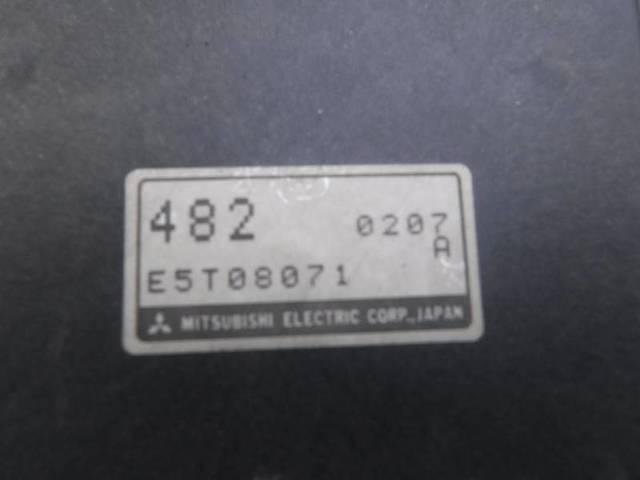 482 0207
A
E5T08071
MITSUBISHI ELECTRIC CORP., JAPAN